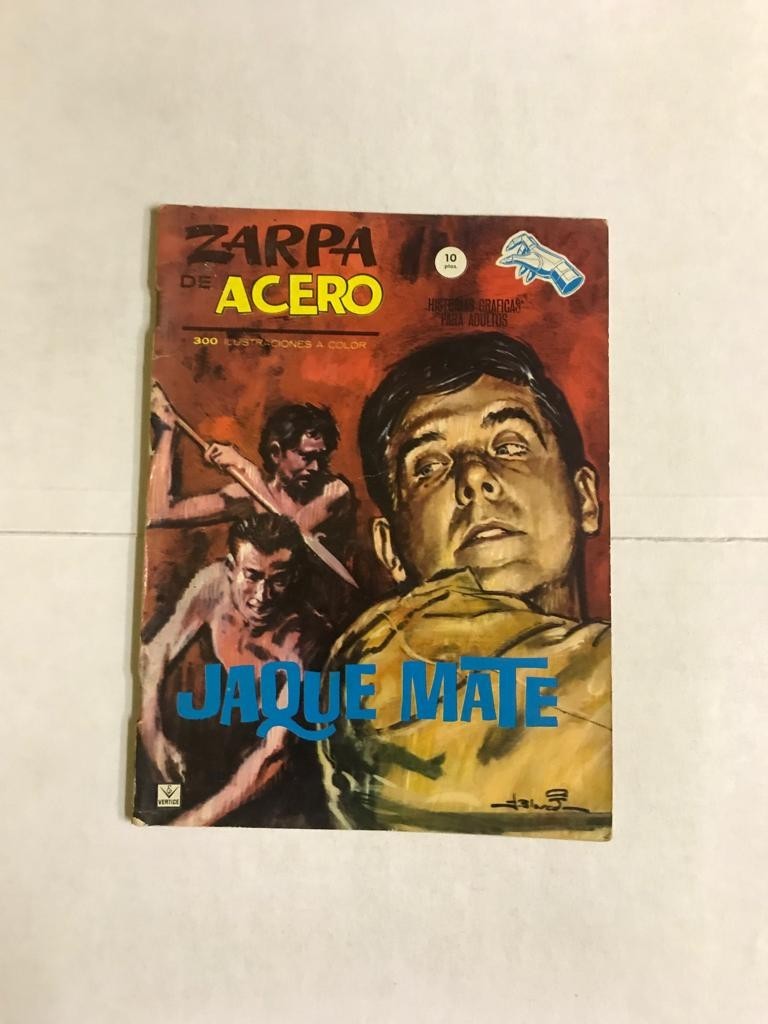 ZARPA
DE ACERO
10
ptas.
HISTORIAS GRAFICAS
PARA ADULTOS
300 ILUSTRACIONES A COLOR
JAQUE MATE
VERTICE